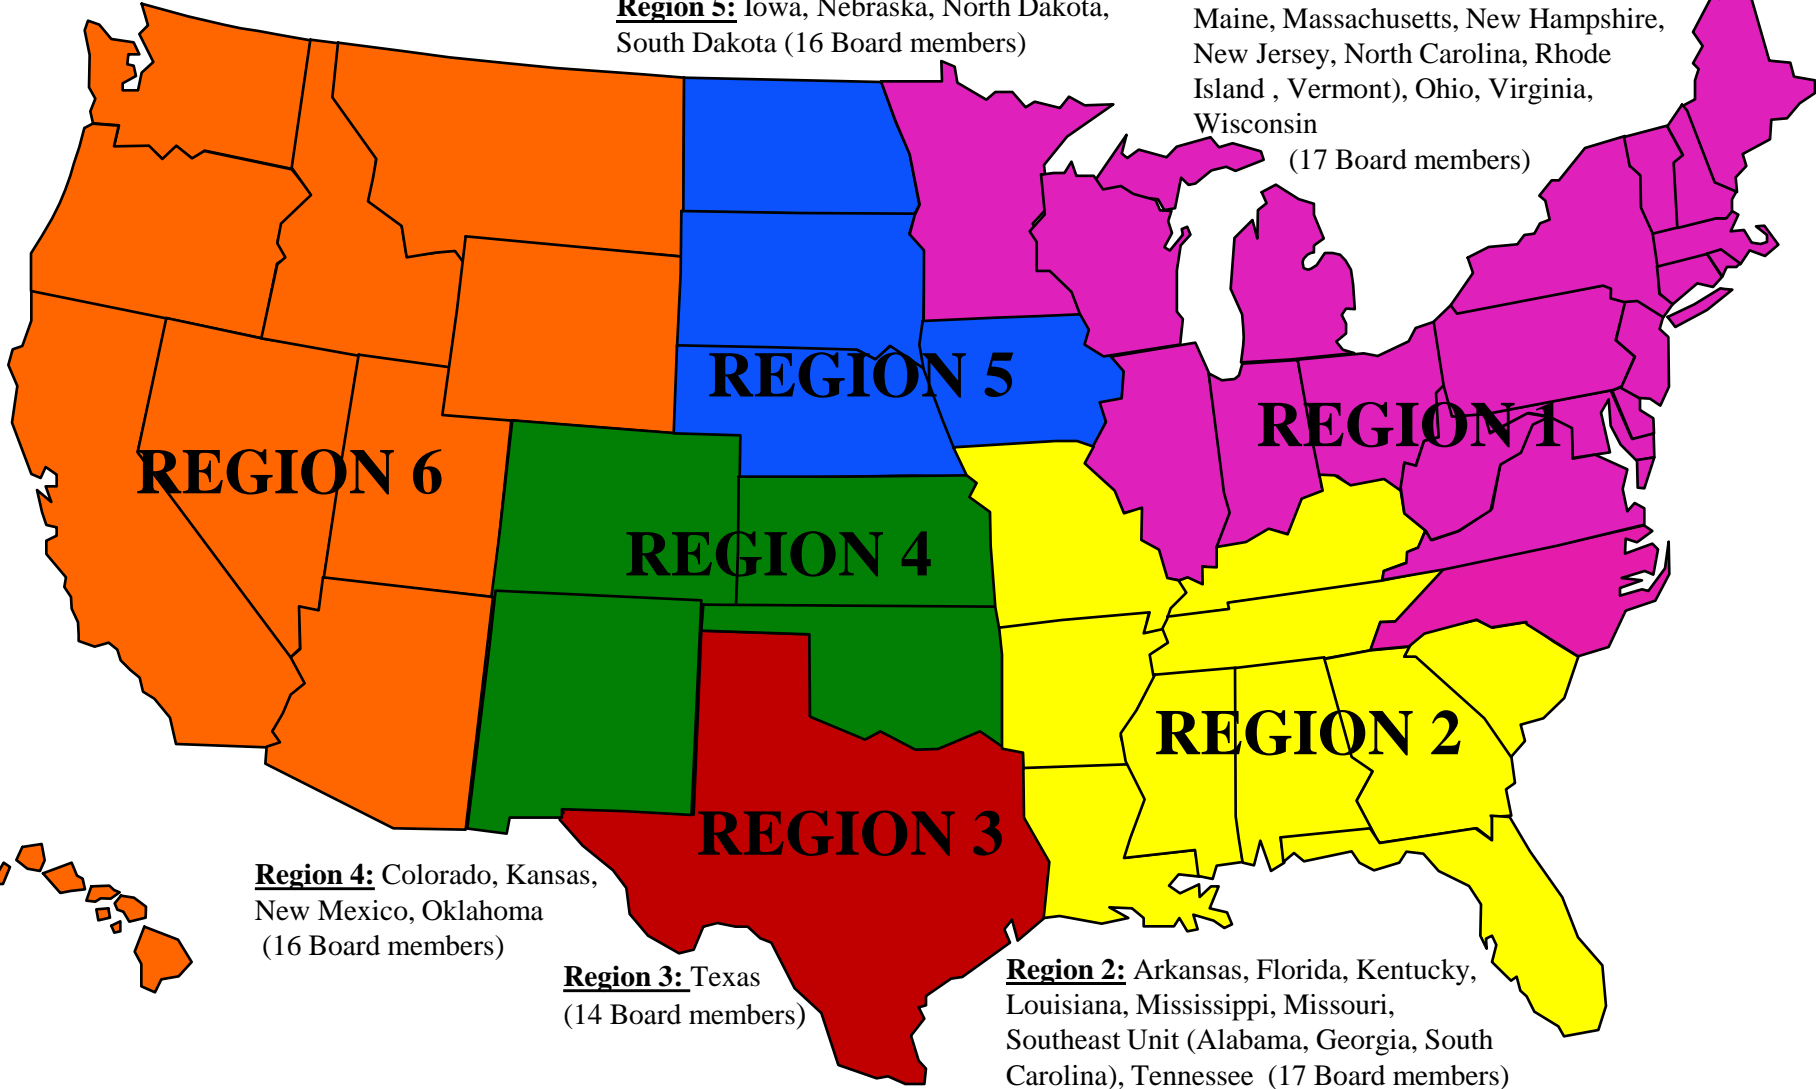 Region 5: Iowa, Nebraska, North Dakota,
South Dakota (16 Board members)
Maine, Massachusetts, New Hampshire,
New Jersey, North Carolina, Rhode
Island , Vermont), Ohio, Virginia,
Wisconsin
(17 Board members)
REGION 5
REGION 1
REGION 6
REGION 4
REGION 2
REGION 3
Region 4: Colorado, Kansas,
New Mexico, Oklahoma
(16 Board members)
Region 3: Texas
(14 Board members)
Region 2: Arkansas, Florida, Kentucky,
Louisiana, Mississippi, Missouri,
Southeast Unit (Alabama, Georgia, South
Carolina), Tennessee (17 Board members)